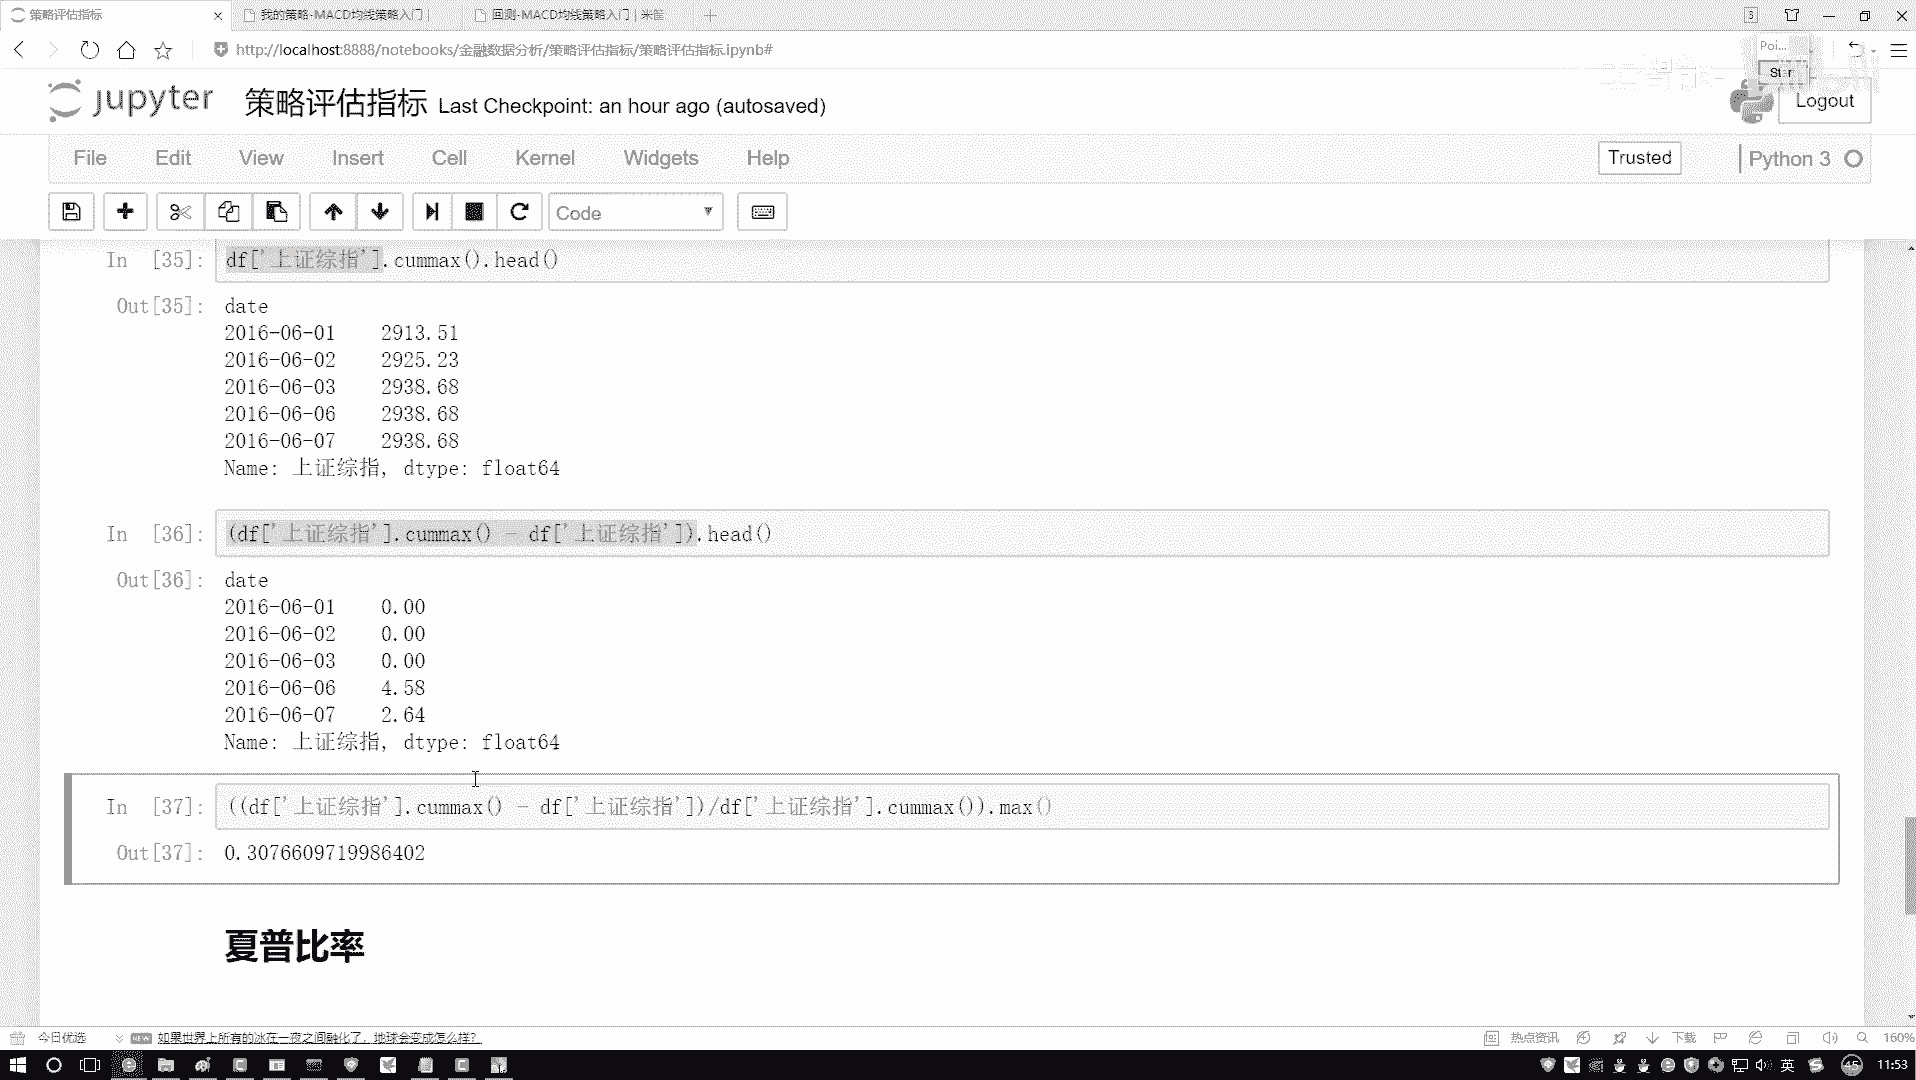 策略评估指标
我的策略-MACD均线策略入门 |
回测-MACD均线策略入门 | 米筐
3
http://localhost:8888/notebooks/金融数据分析/策略评估指标/策略评估指标.ipynb#
Poi...
Star
jupyter 策略评估指标 Last Checkpoint: an hour ago (autosaved)
Logout
File Edit View Insert Cell Kernel Widgets Help
Trusted
Python 3
Code
In [35]: df['上证综指'].cummax().head()
Out[35]: date
2016-06-01 2913.51
2016-06-02 2925.23
2016-06-03 2938.68
2016-06-06 2938.68
2016-06-07 2938.68
Name: 上证综指, dtype: float64
In [36]: (df['上证综指'].cummax() - df['上证综指']).head()
Out[36]: date
2016-06-01 0.00
2016-06-02 0.00
2016-06-03 0.00
2016-06-06 4.58
2016-06-07 2.64
Name: 上证综指, dtype: float64
In [37]: ((df['上证综指'].cummax() - df['上证综指'])/df['上证综指'].cummax()).max()
Out[37]: 0.3076609719986402
夏普比率
今日优选
NEW 如果世界上所有的冰在一夜之间融化了，地球会变成怎么样？
热点资讯
下载
160%
英
45
11:53